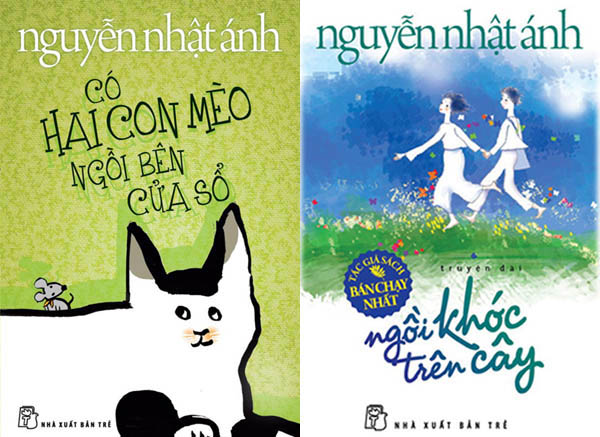 nguyễn nhật ánh
CÓ
HAI CON MÈO
NGỒI BÊN
CỬA SỔ
NHÀ XUẤT BẢN TRẺ
nguyễn nhật ánh
TÁC GIẢ SÁCH
BÁN CHẠY
NHẤT
truyện dài
ngồi khóc
trên cây
NHÀ XUẤT BẢN TRẺ